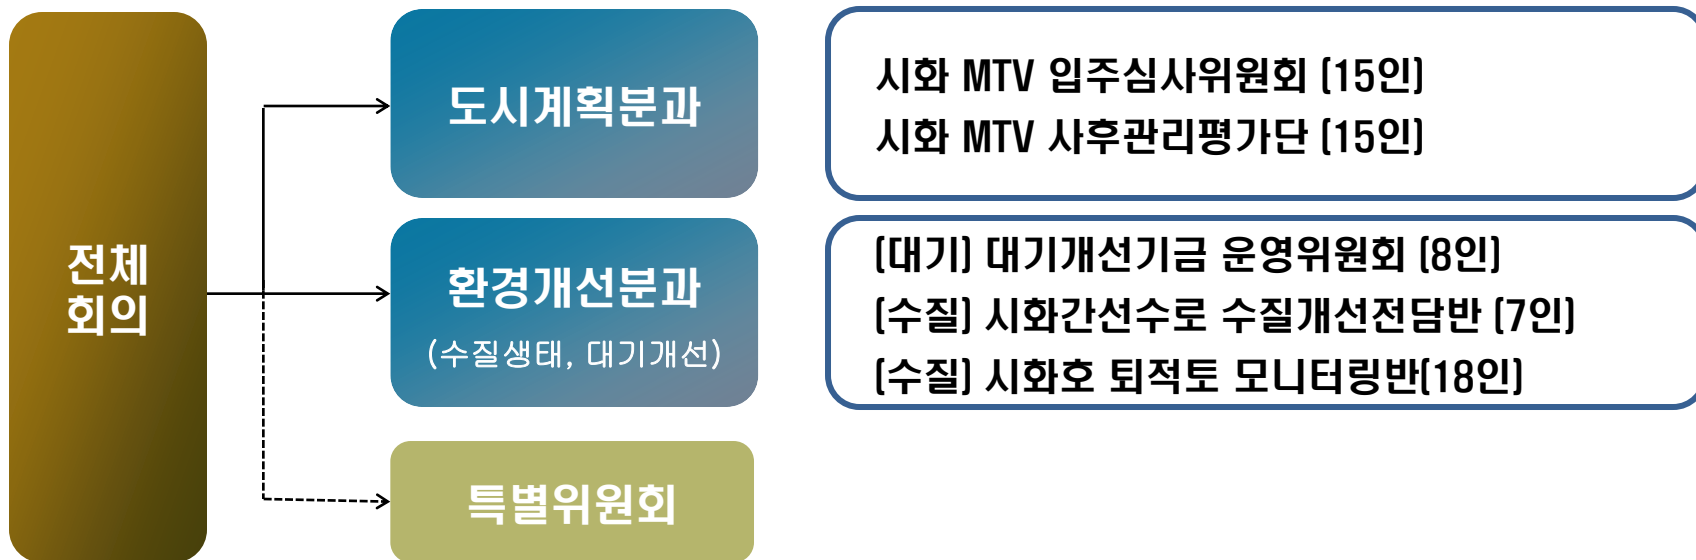 전체
회의
도시계획분과
시화 MTV 입주심사위원회 (15인)
시화 MTV 사후관리평가단 (15인)
환경개선분과
(수질생태, 대기개선)
(대기) 대기개선기금 운영위원회 (8인)
(수질) 시화간선수로 수질개선전담반 (7인)
(수질) 시화호 퇴적토 모니터링반(18인)
특별위원회